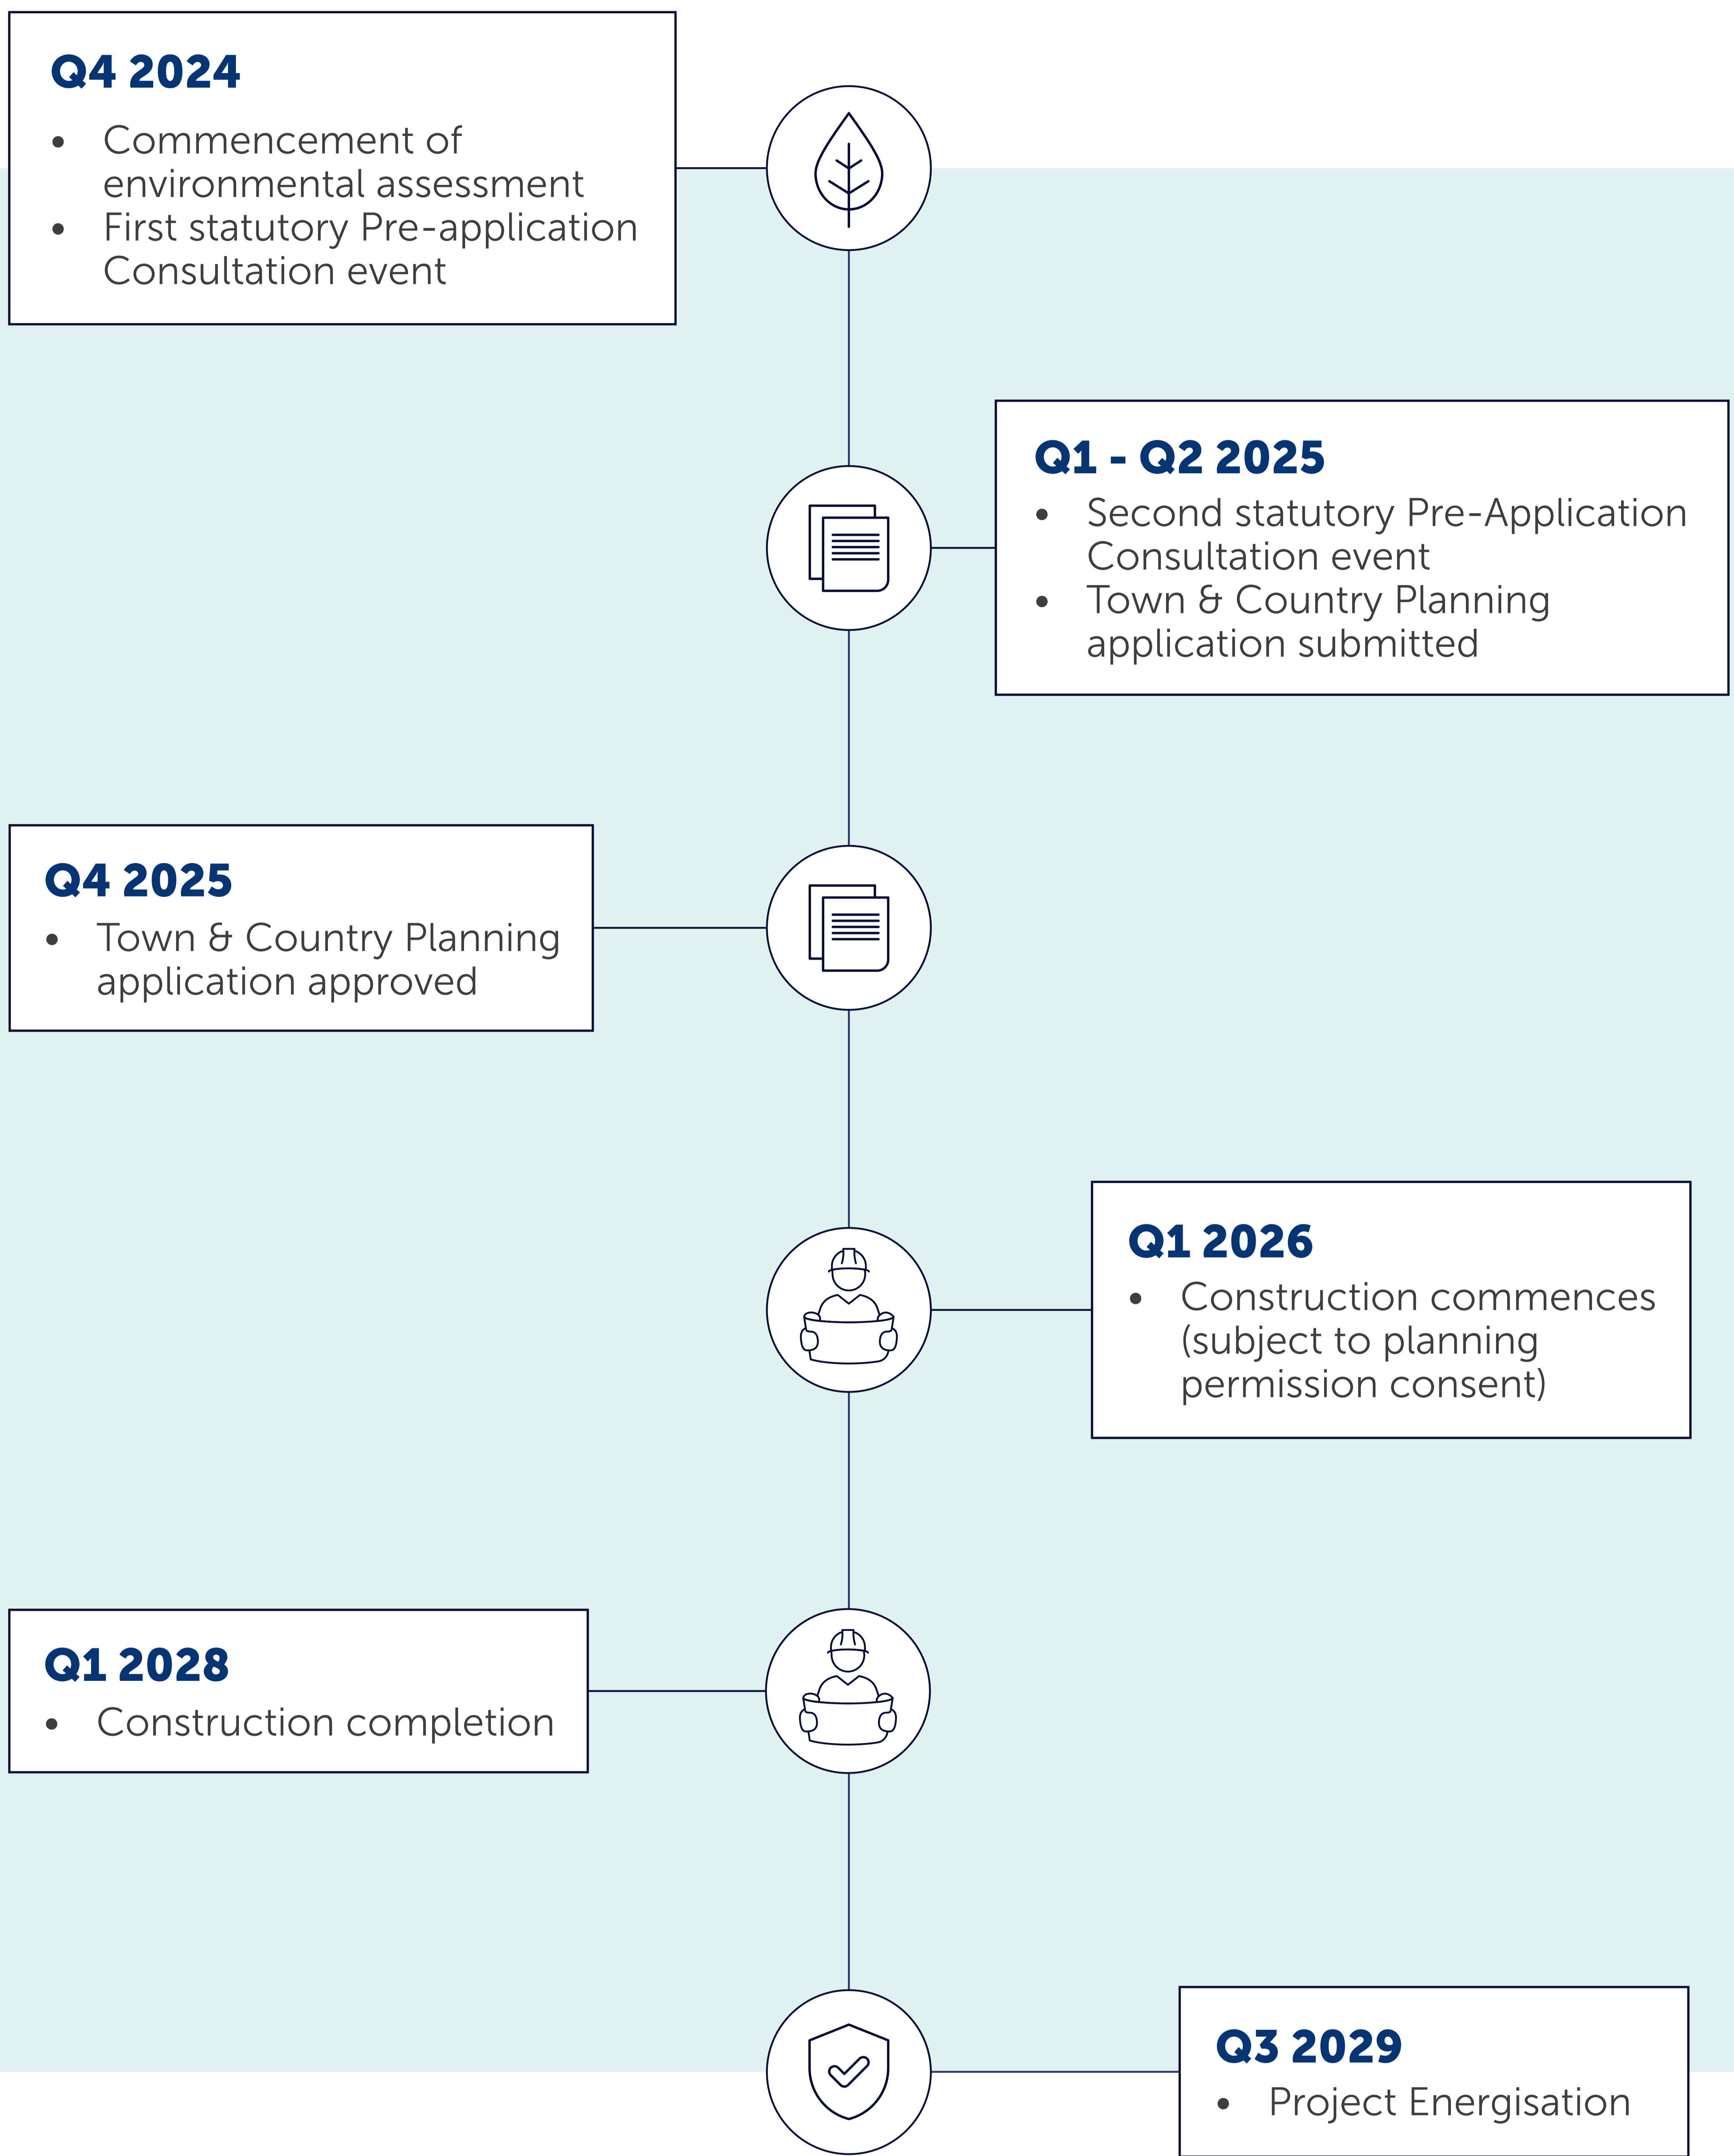 Q4 2024
• Commencement of
environmental assessment
• First statutory Pre-application
Consultation event
Q1 - Q2 2025
• Second statutory Pre-Application
Consultation event
• Town & Country Planning
application submitted
Q4 2025
• Town & Country Planning
application approved
Q1 2026
• Construction commences
(subject to planning
permission consent)
Q1 2028
• Construction completion
Q3 2029
• Project Energisation